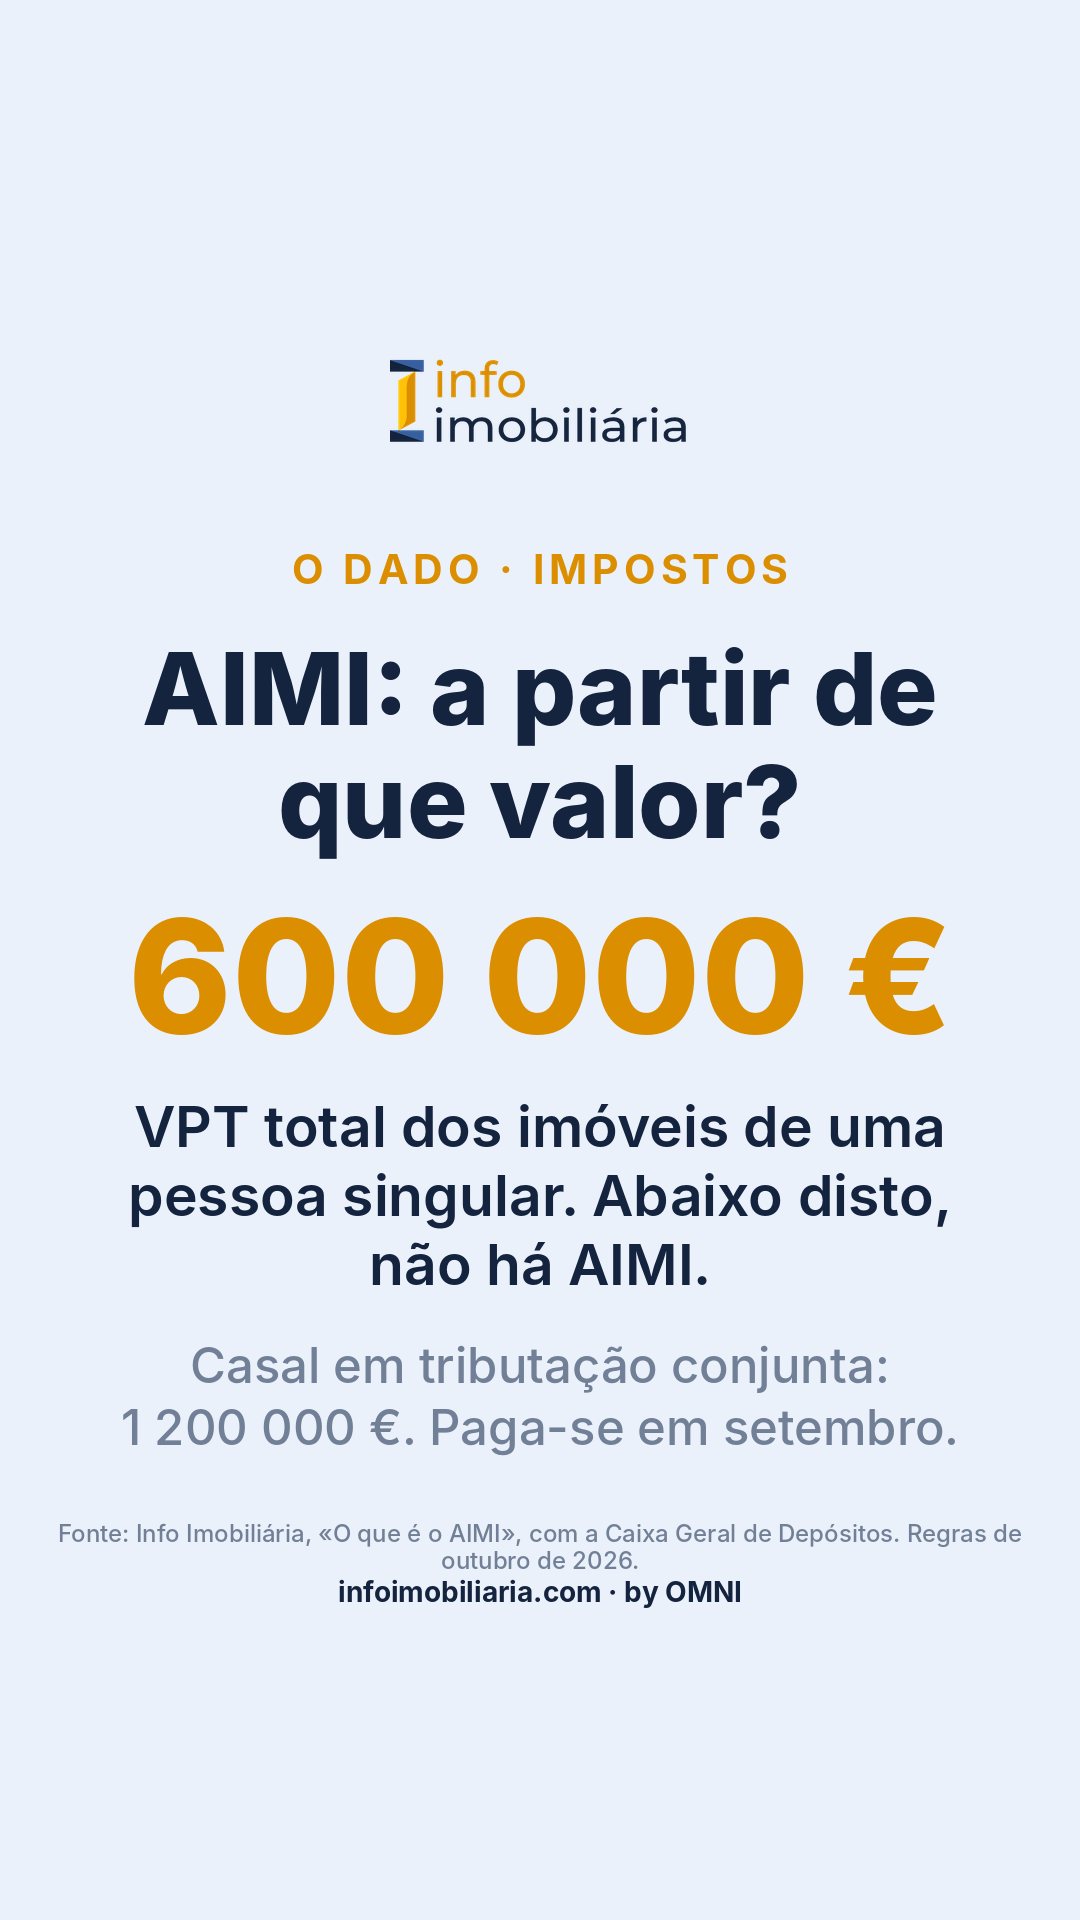 info
imobiliária
O DADO · IMPOSTOS
AIMI: a partir de
que valor?
600 000 €
VPT total dos imóveis de uma
pessoa singular. Abaixo disto,
não há AIMI.
Casal em tributação conjunta:
1 200 000 €. Paga-se em setembro.
Fonte: Info Imobiliária, «O que é o AIMI», com a Caixa Geral de Depósitos. Regras de
outubro de 2026.
infoimobiliaria.com · by OMNI